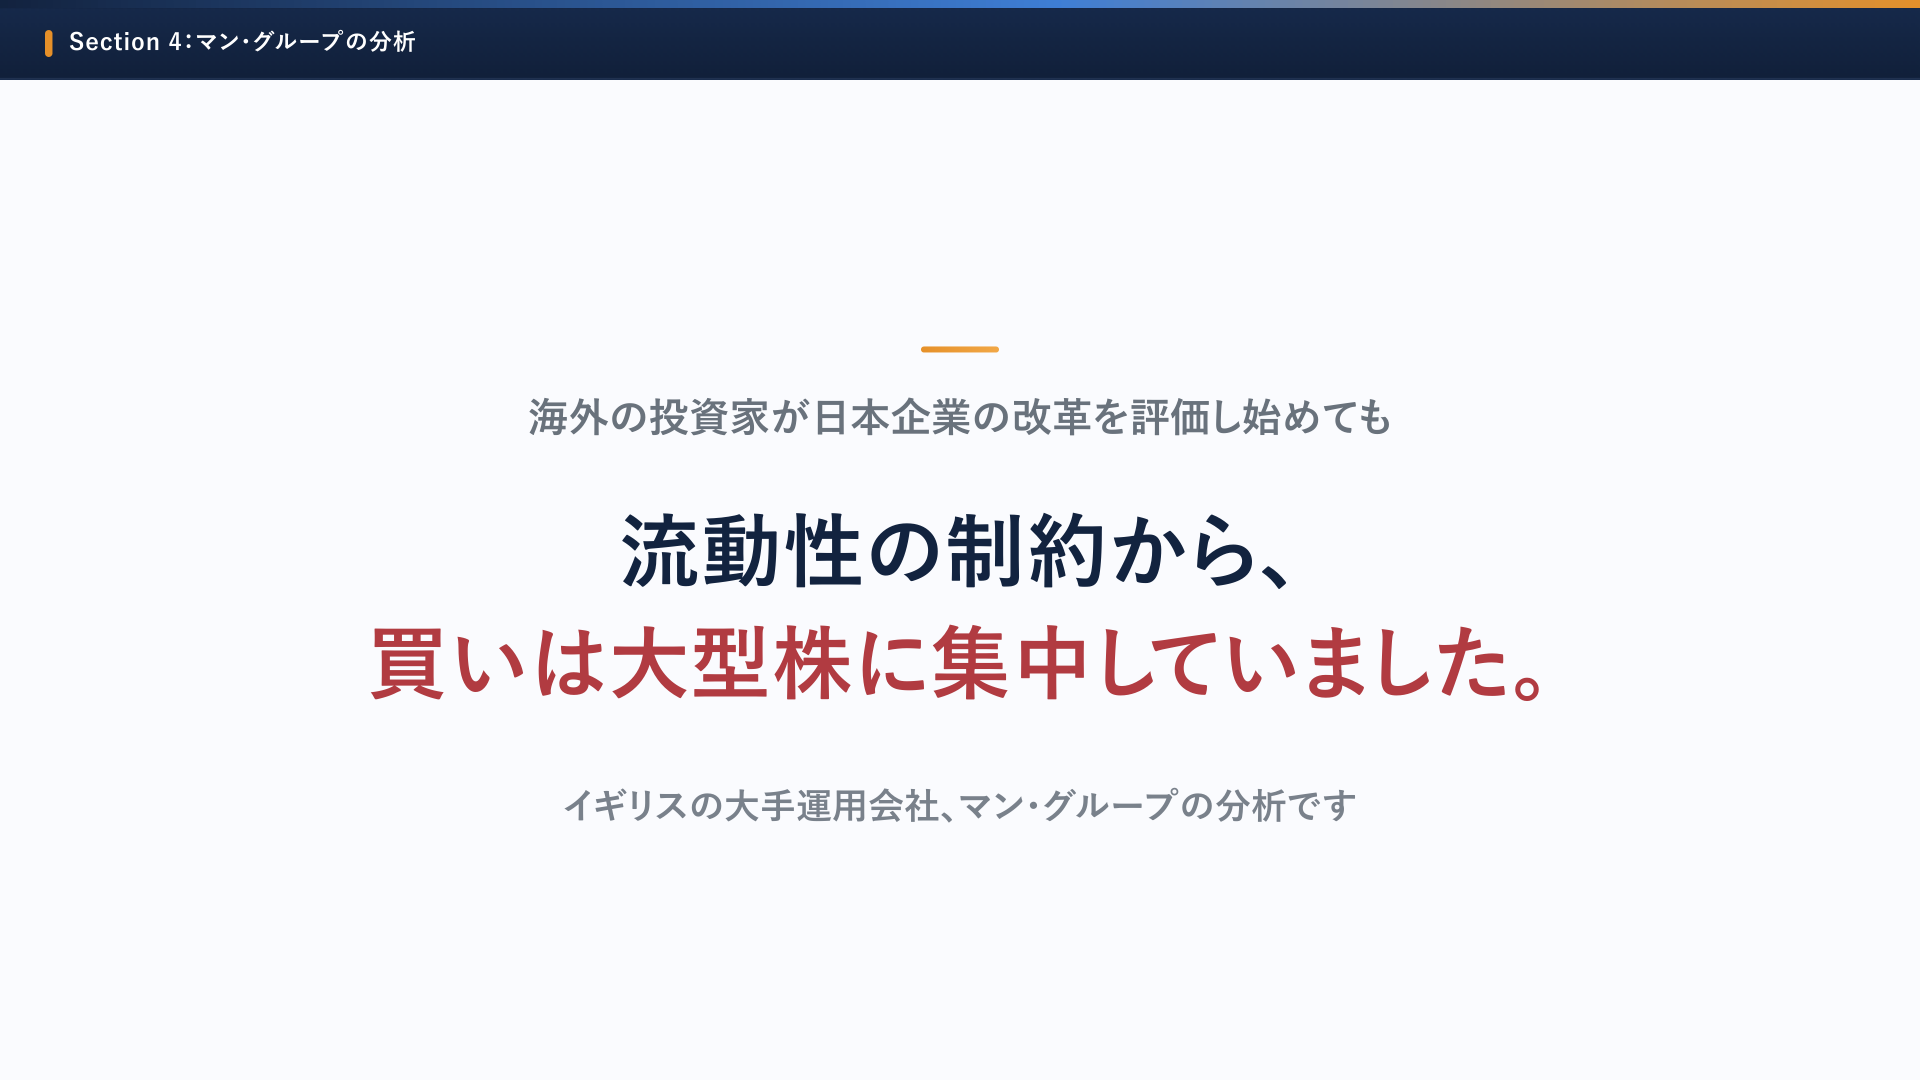 Section 4：マン・グループの分析
海外の投資家が日本企業の改革を評価し始めても
流動性の制約から、
買いは大型株に集中していました。
イギリスの大手運用会社、マン・グループの分析です